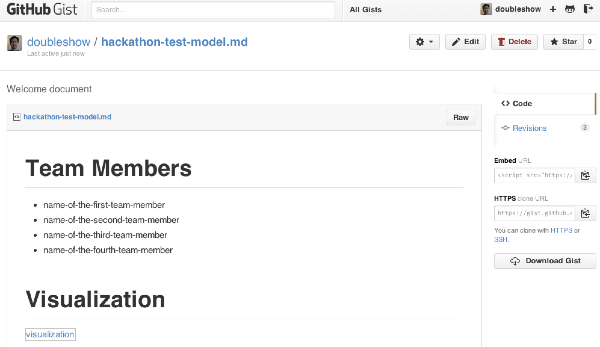 GitHub Gist
Search...
All Gists
doubleshow
doubleshow / hackathon-test-model.md
Last active just now
Edit
Delete
Star
0
Welcome document
hackathon-test-model.md
Raw
Team Members
name-of-the-first-team-member
name-of-the-second-team-member
name-of-the-third-team-member
name-of-the-fourth-team-member
Visualization
visualization
Code
Revisions
3
Embed URL
<script src="https:/
HTTPS clone URL
https://gist.github.c
You can clone with HTTPS or
SSH.
Download Gist